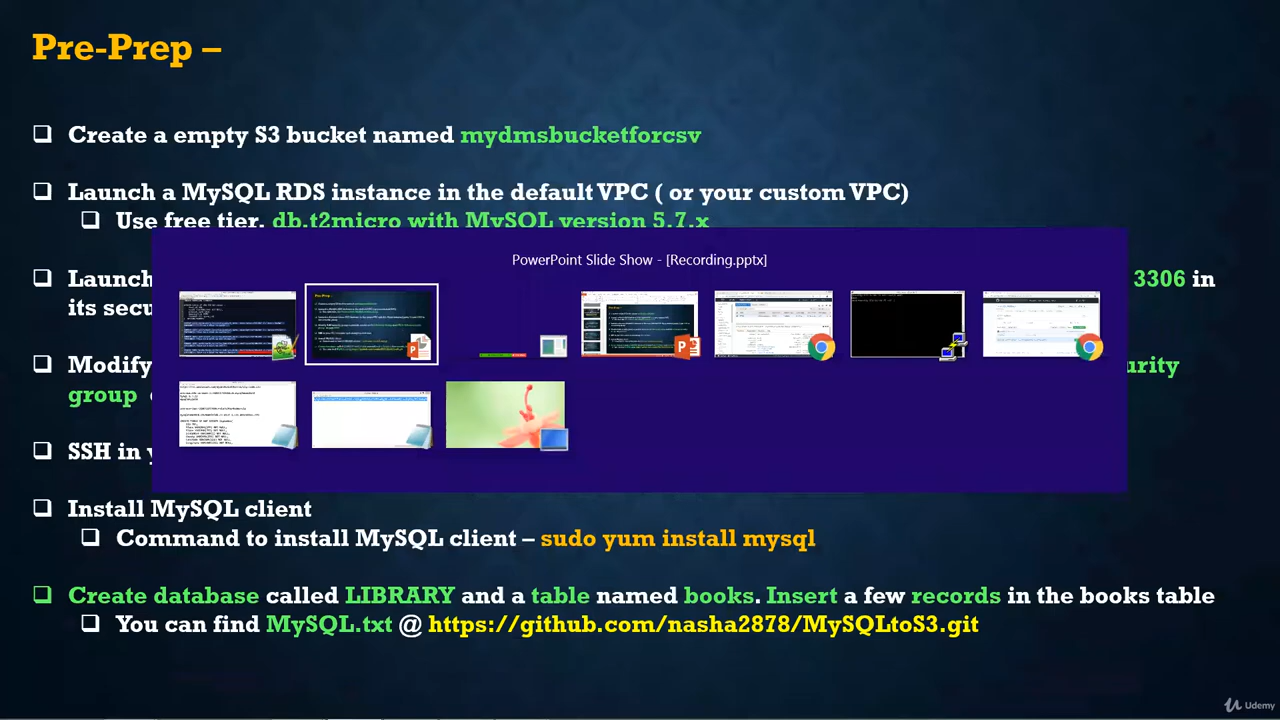 Pre-Prep –
Create a empty S3 bucket named mydmsbucketforcsv
Launch a MySQL RDS instance in the default VPC ( or your custom VPC)
Use free tier. db.t2micro with MySQL version 5.7.x
PowerPoint Slide Show - [Recording.pptx]
Launch 3306 in
its secu
Modify urity
group
SSH in y
Install MySQL client
Command to install MySQL client – sudo yum install mysql
Create database called LIBRARY and a table named books. Insert a few records in the books table
You can find MySQL.txt @ https://github.com/nasha2878/MySQLtoS3.git
Udemy